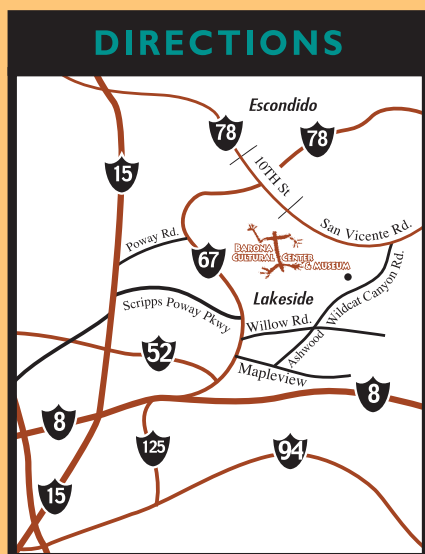 DIRECTIONS
Escondido
78
78
10TH St
15
San Vicente Rd.
Poway Rd.
BARONA
CULTURAL CENTER
& MUSEUM
67
Wildcat Canyon Rd.
Scripps Poway Pkwy
Lakeside
Willow Rd.
Ashwood
52
Mapleview
8
8
125
94
15